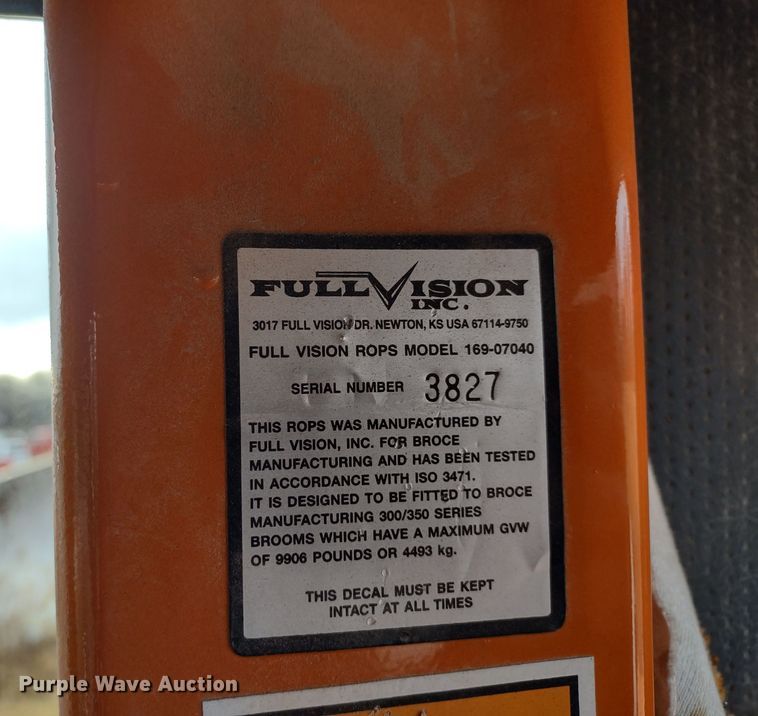 FULL VISION
INC.
3017 FULL VISION DR. NEWTON, KS USA 67114-9750
FULL VISION ROPS MODEL 169-07040
SERIAL NUMBER 3827
THIS ROPS WAS MANUFACTURED BY
FULL VISION, INC. FOR BROCE
MANUFACTURING AND HAS BEEN TESTED
IN ACCORDANCE WITH ISO 3471.
IT IS DESIGNED TO BE FITTED TO BROCE
MANUFACTURING 300/350 SERIES
BROOMS WHICH HAVE A MAXIMUM GVW
OF 9906 POUNDS OR 4493 kg.
THIS DECAL MUST BE KEPT
INTACT AT ALL TIMES
Purple Wave Auction